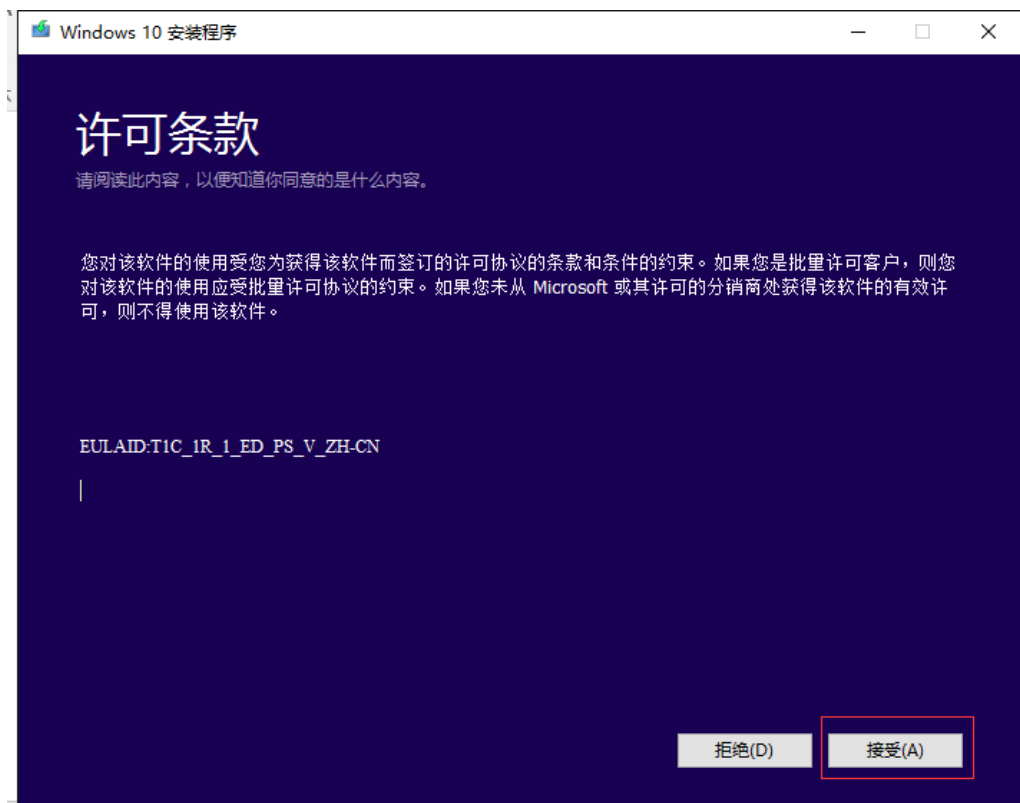 Windows 10 安装程序
许可条款
请阅读此内容，以便知道你同意的是什么内容。
您对该软件的使用受您为获得该软件而签订的许可协议的条款和条件的约束。如果您是批量许可客户，则您
对该软件的使用应受批量许可协议的约束。如果您未从 Microsoft 或其许可的分销商处获得该软件的有效许
可，则不得使用该软件。
EULAID:T1C_1R_1_ED_PS_V_ZH-CN
拒绝(D)
接受(A)